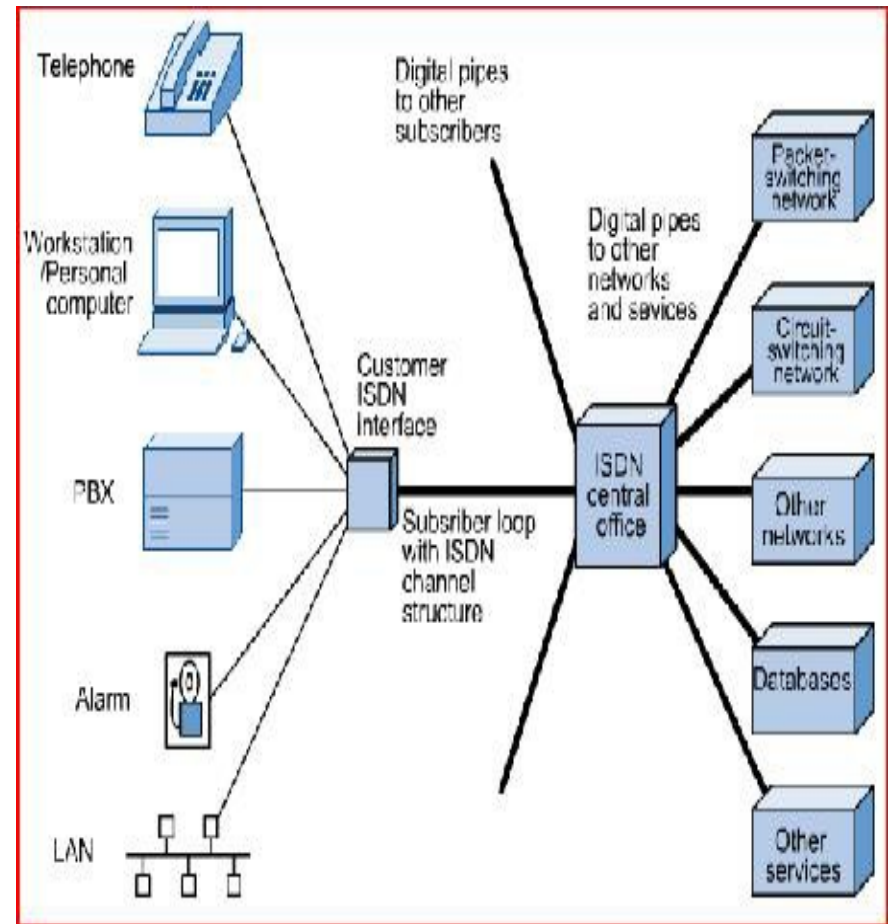 Telephone
Workstation
/Personal
computer
PBX
Alarm
LAN
Customer
ISDN
Interface
Subsriber loop
with ISDN
channel
structure
Digital pipes
to other
subscribers
Digital pipes
to other
networks
and sevices
ISDN
central
office
Packet-
switching
network
Circuit-
switching
network
Other
networks
Databases
Other
services